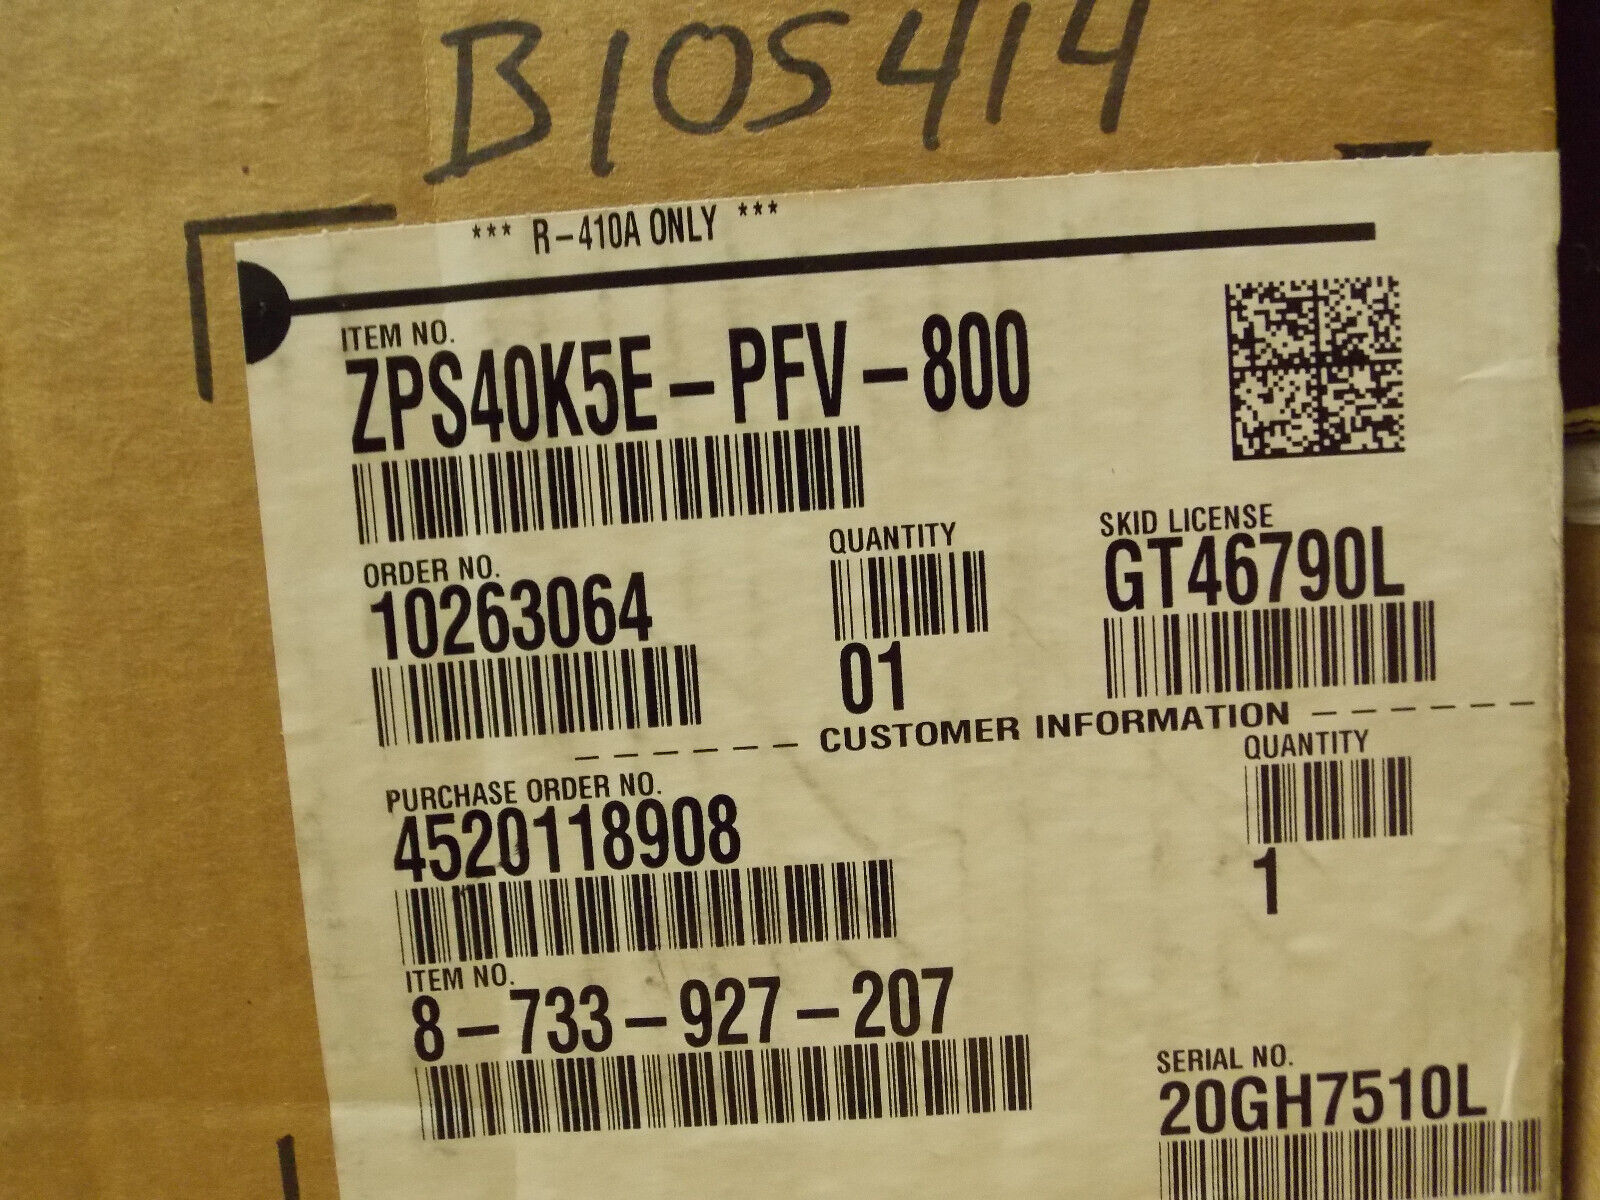 B10S414
*** R-410A ONLY ***
ITEM NO.
ZPS40K5E-PFV-800
ORDER NO.
10263064
QUANTITY
01
SKID LICENSE
GT46790L
CUSTOMER INFORMATION
PURCHASE ORDER NO.
4520118908
QUANTITY
1
ITEM NO.
8-733-927-207
SERIAL NO.
20GH7510L